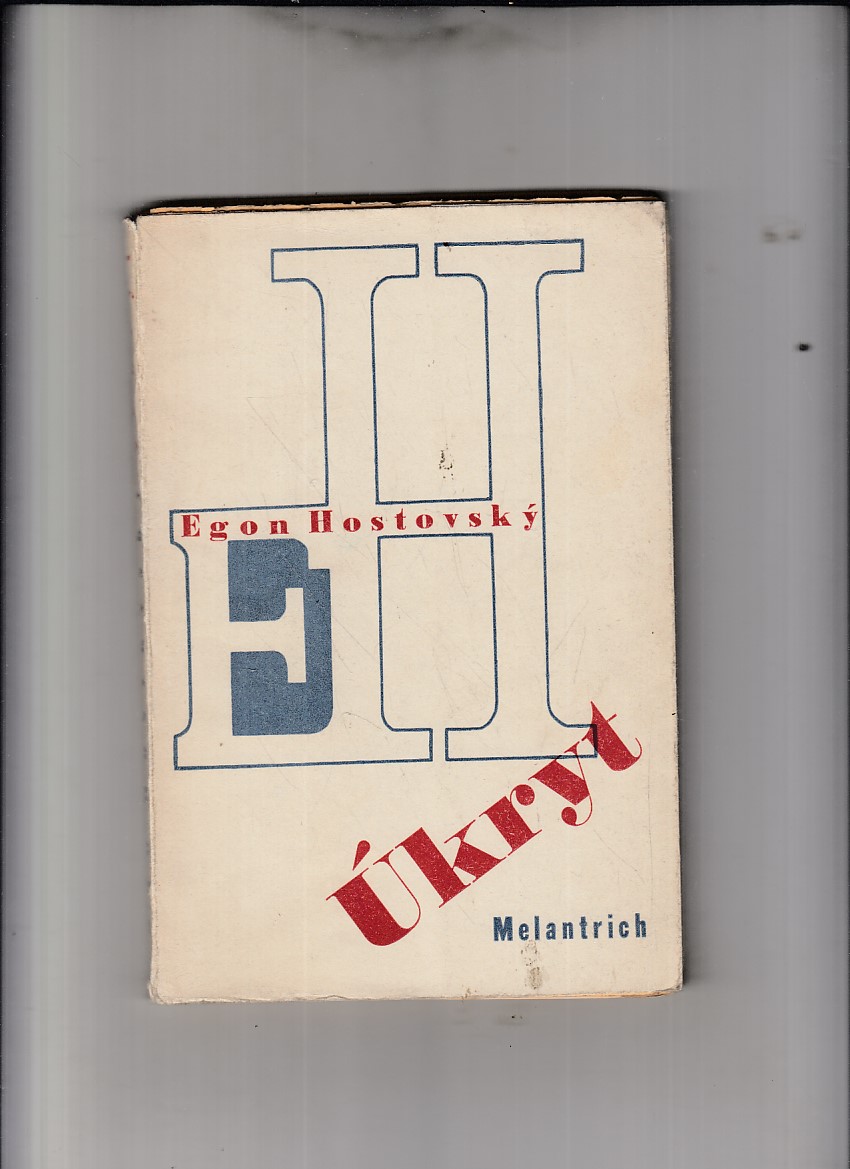 H
Egon Hostovský
E
Úkryt
Melantrich